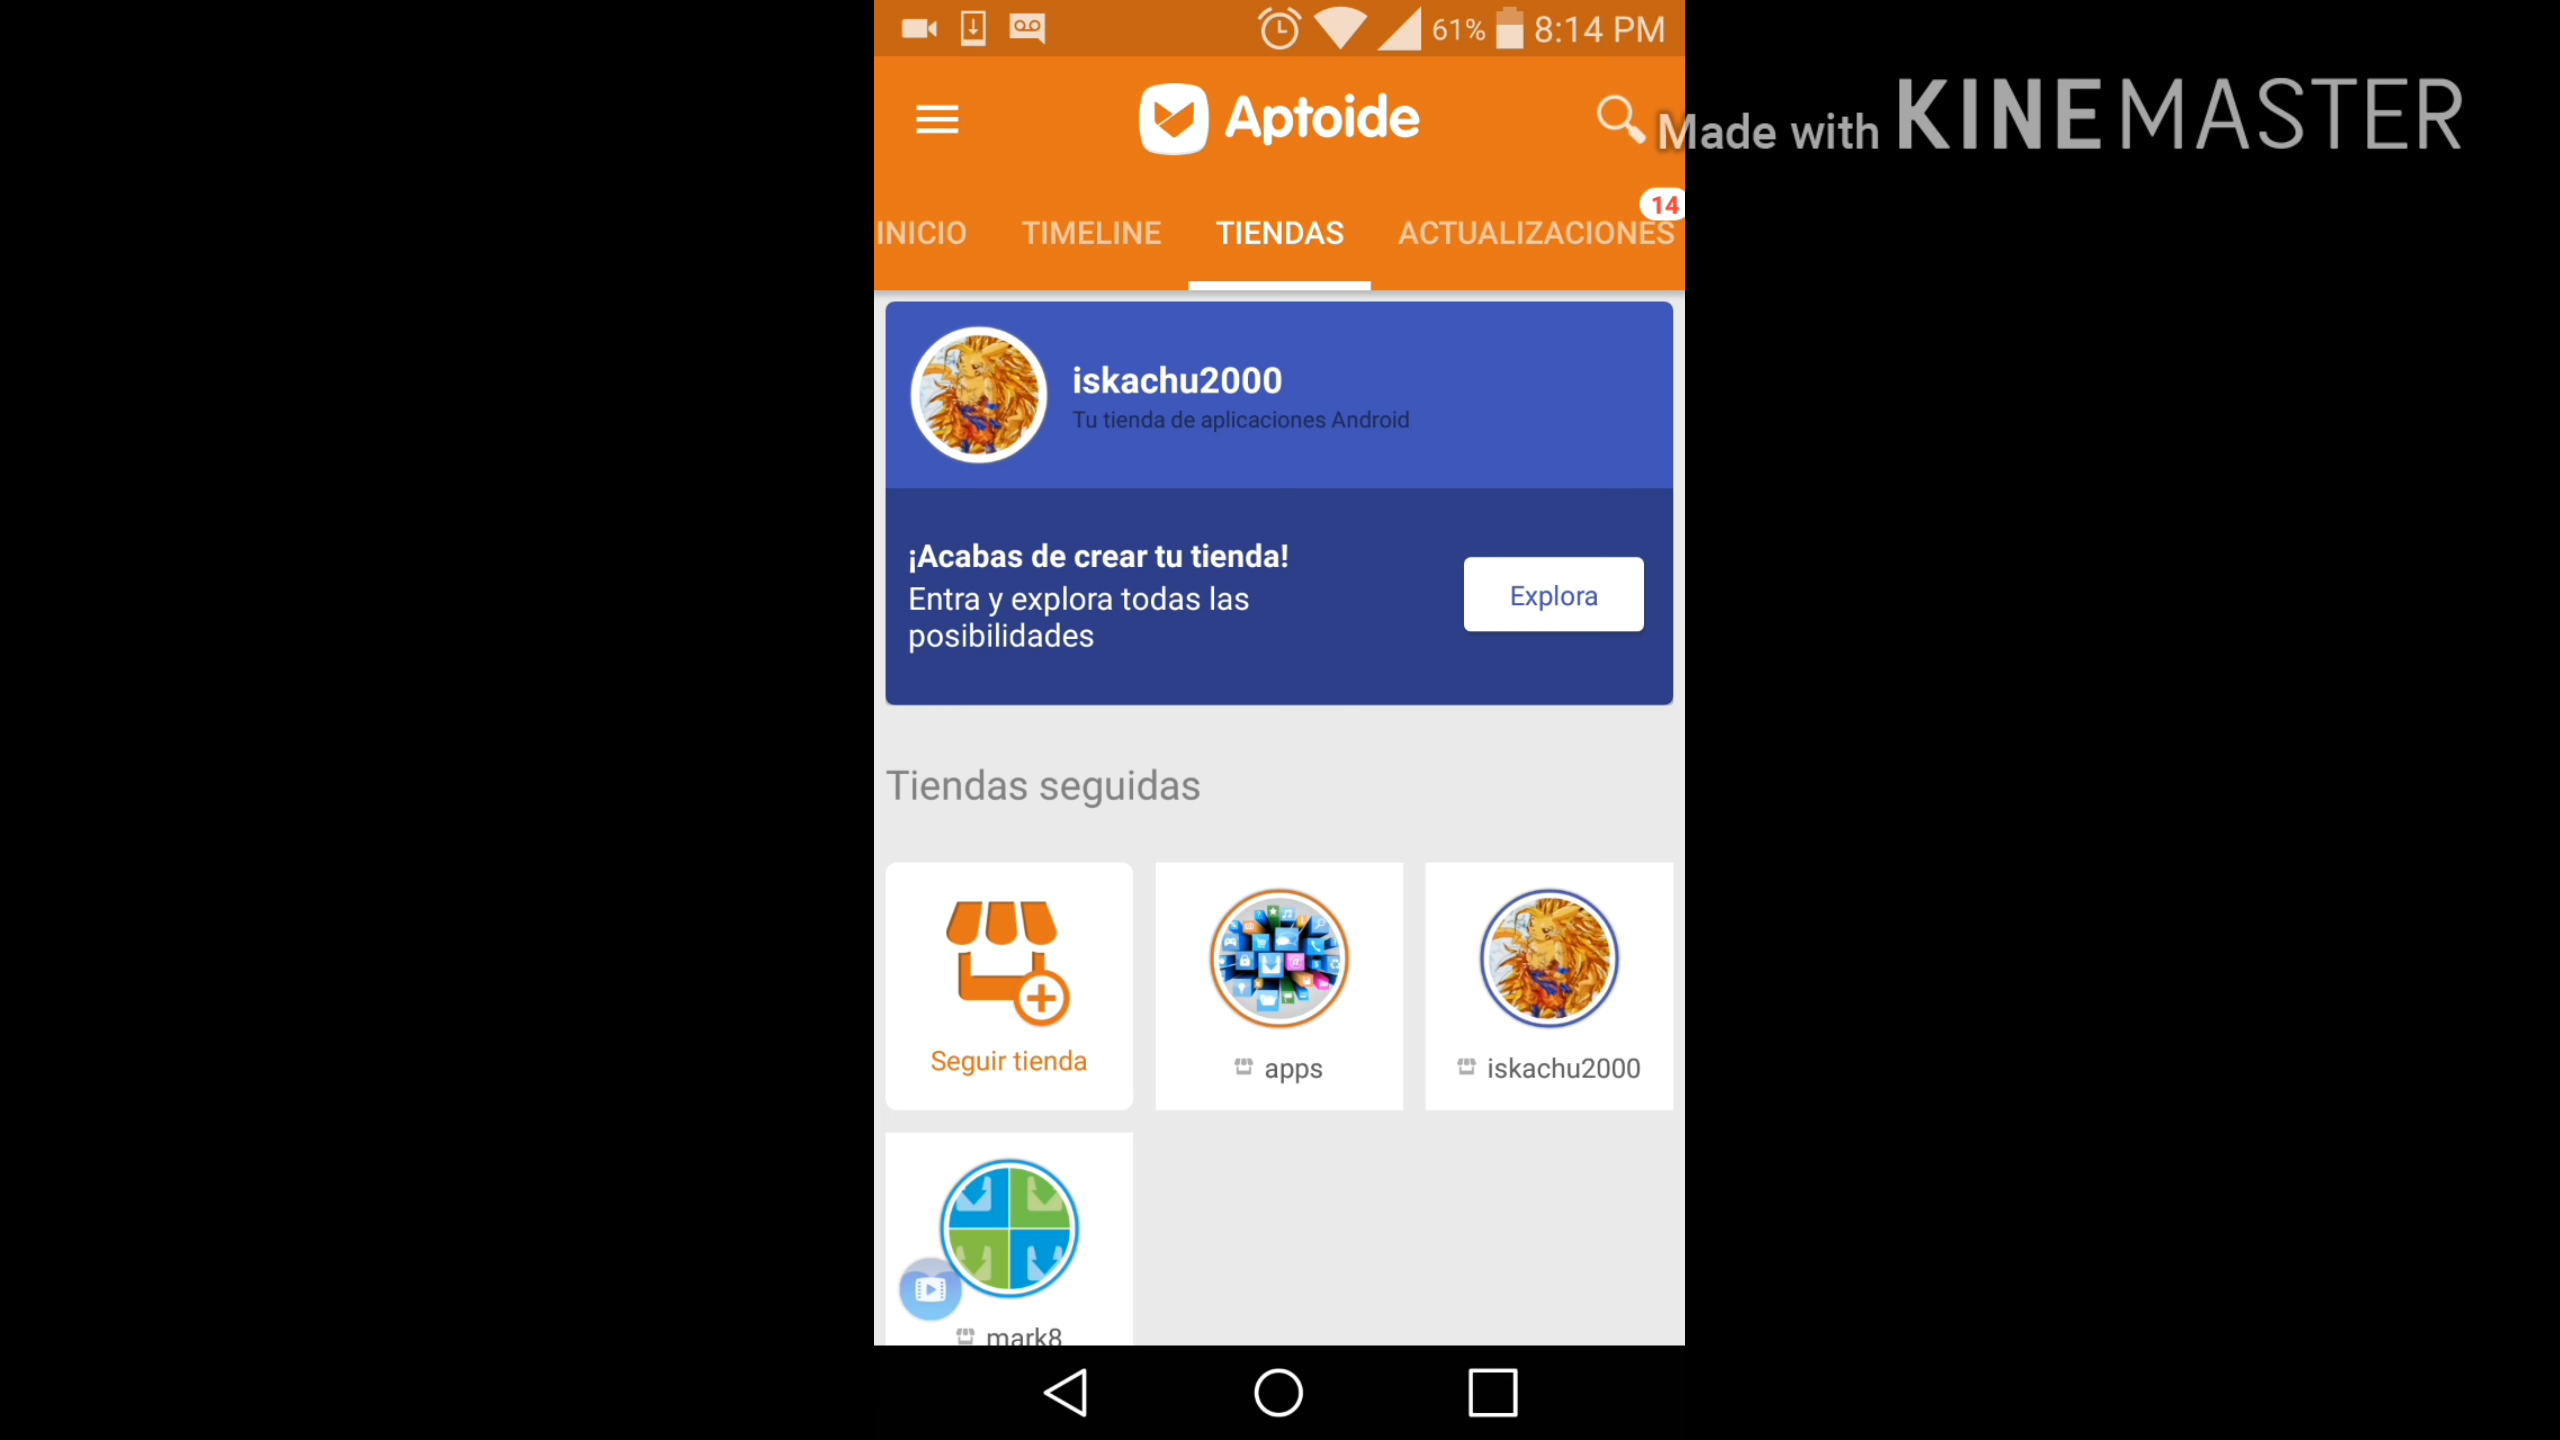 61% 8:14 PM
Aptoide
Made with KINEMASTER
INICIO TIMELINE TIENDAS ACTUALIZACIONES 14
iskachu2000
Tu tienda de aplicaciones Android
¡Acabas de crear tu tienda!
Entra y explora todas las
posibilidades
Explora
Tiendas seguidas
Seguir tienda
apps
iskachu2000
mark8